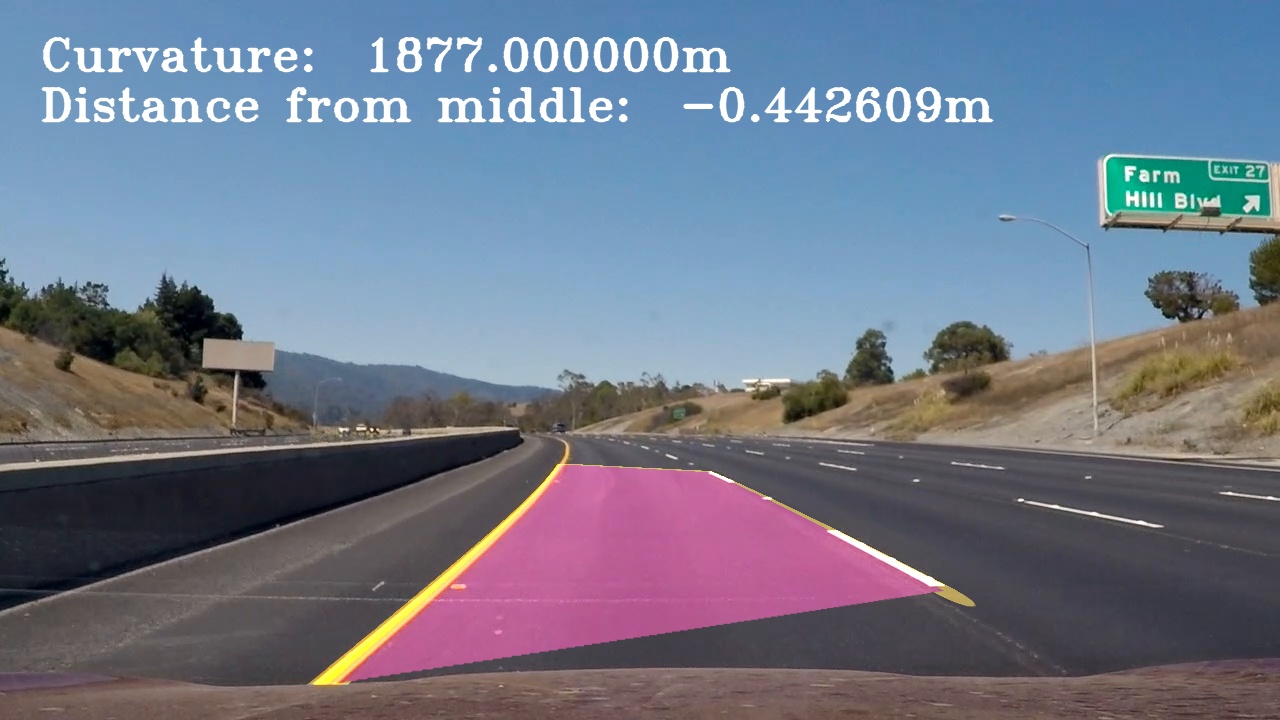 Curvature: 1877.000000m
Distance from middle: -0.442609m
EXIT 27
Farm
Hill Blvd